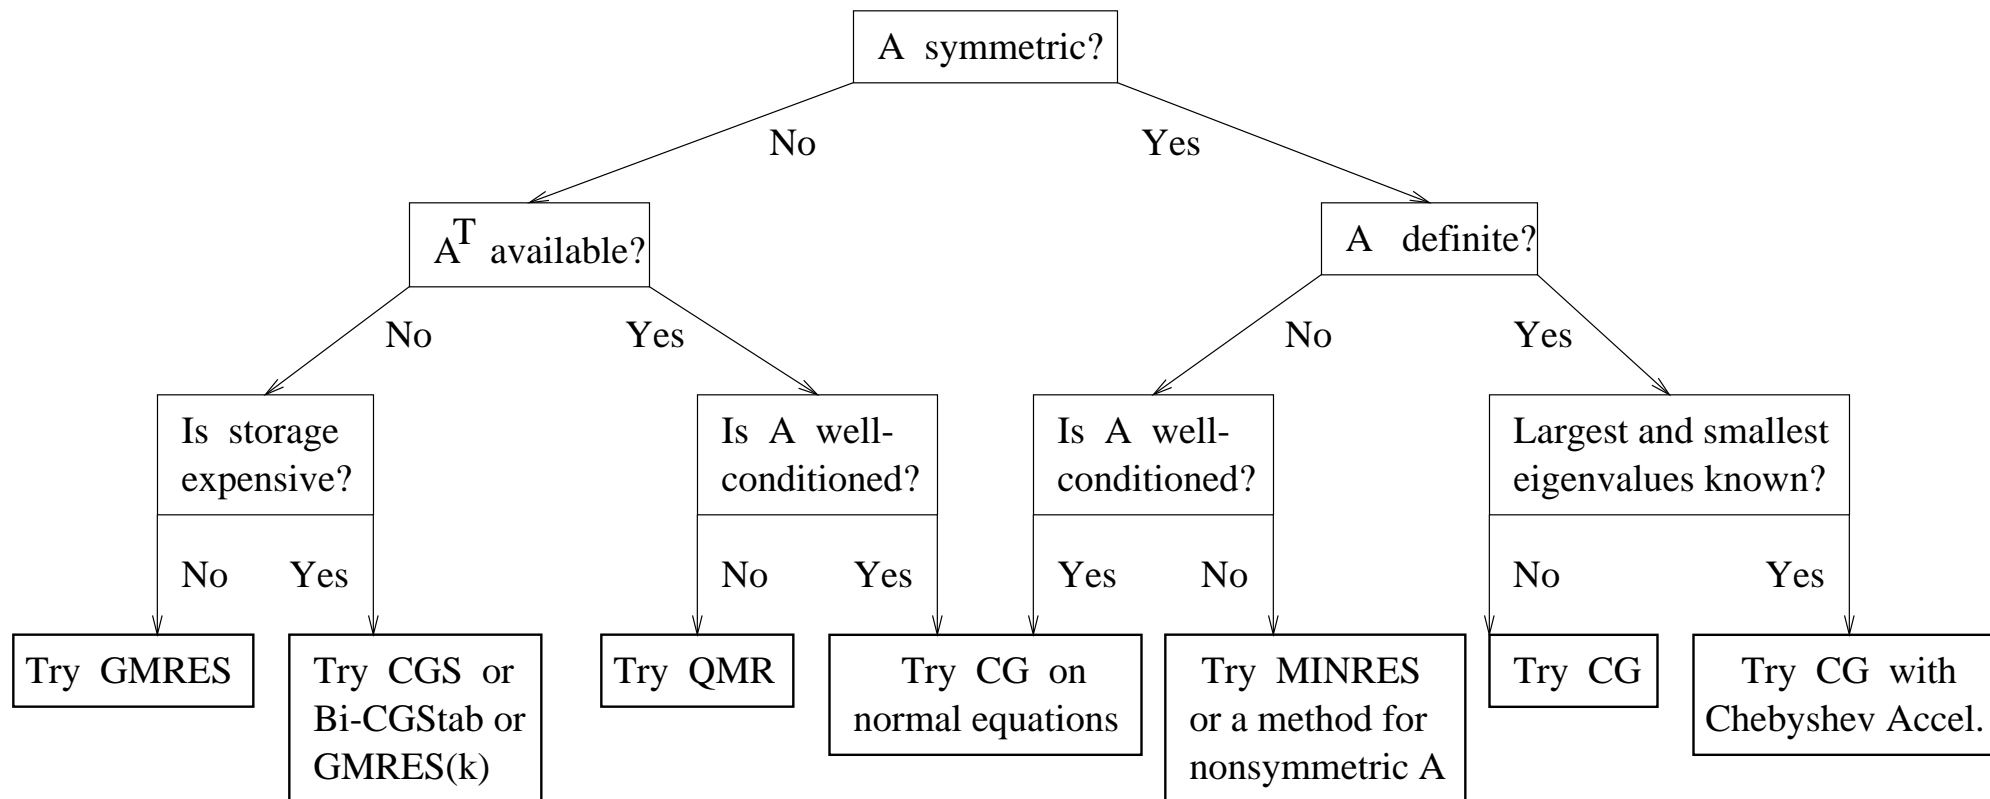 A symmetric?
No
Yes
A^T available?
A definite?
No
Yes
No
Yes
Is storage
expensive?
Is A well-
conditioned?
Is A well-
conditioned?
Largest and smallest
eigenvalues known?
No
Yes
No
Yes
Yes
No
No
Yes
Try GMRES
Try CGS or
Bi-CGStab or
GMRES(k)
Try QMR
Try CG on
normal equations
Try MINRES
or a method for
nonsymmetric A
Try CG
Try CG with
Chebyshev Accel.